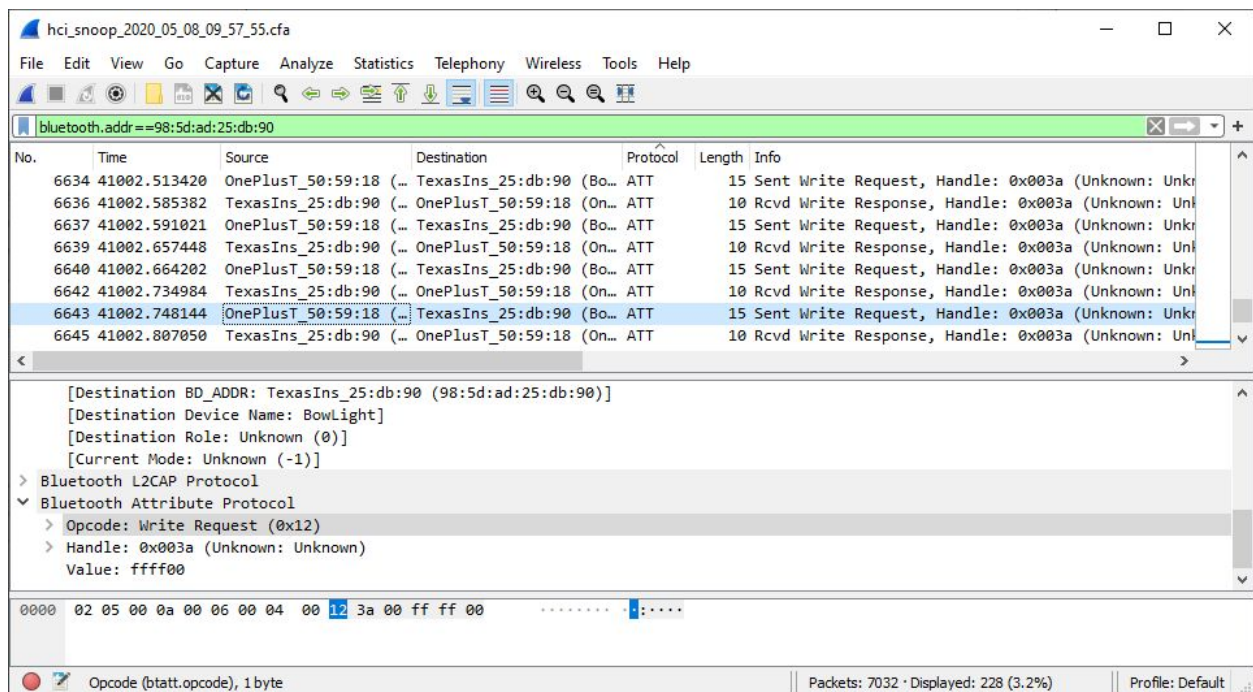 hci_snoop_2020_05_08_09_57_55.cfa
File Edit View Go Capture Analyze Statistics Telephony Wireless Tools Help
bluetooth.addr==98:5d:ad:25:db:90
No. Time Source Destination Protocol Length Info
6634 41002.513420 OnePlusT_50:59:18 (… TexasIns_25:db:90 (Bo… ATT 15 Sent Write Request, Handle: 0x003a (Unknown: Unkr
6636 41002.585382 TexasIns_25:db:90 (… OnePlusT_50:59:18 (On… ATT 10 Rcvd Write Response, Handle: 0x003a (Unknown: Unk
6637 41002.591021 OnePlusT_50:59:18 (… TexasIns_25:db:90 (Bo… ATT 15 Sent Write Request, Handle: 0x003a (Unknown: Unkr
6639 41002.657448 TexasIns_25:db:90 (… OnePlusT_50:59:18 (On… ATT 10 Rcvd Write Response, Handle: 0x003a (Unknown: Unk
6640 41002.664202 OnePlusT_50:59:18 (… TexasIns_25:db:90 (Bo… ATT 15 Sent Write Request, Handle: 0x003a (Unknown: Unkr
6642 41002.734984 TexasIns_25:db:90 (… OnePlusT_50:59:18 (On… ATT 10 Rcvd Write Response, Handle: 0x003a (Unknown: Unk
6643 41002.748144 OnePlusT_50:59:18 (… TexasIns_25:db:90 (Bo… ATT 15 Sent Write Request, Handle: 0x003a (Unknown: Unkr
6645 41002.807050 TexasIns_25:db:90 (… OnePlusT_50:59:18 (On… ATT 10 Rcvd Write Response, Handle: 0x003a (Unknown: Unk
[Destination BD_ADDR: TexasIns_25:db:90 (98:5d:ad:25:db:90)]
[Destination Device Name: BowLight]
[Destination Role: Unknown (0)]
[Current Mode: Unknown (-1)]
Bluetooth L2CAP Protocol
Bluetooth Attribute Protocol
Opcode: Write Request (0x12)
Handle: 0x003a (Unknown: Unknown)
Value: ffff00
0000 02 05 00 0a 00 06 00 04 00 12 3a 00 ff ff 00 ········ ··:····
Opcode (btatt.opcode), 1 byte Packets: 7032 · Displayed: 228 (3.2%) Profile: Default